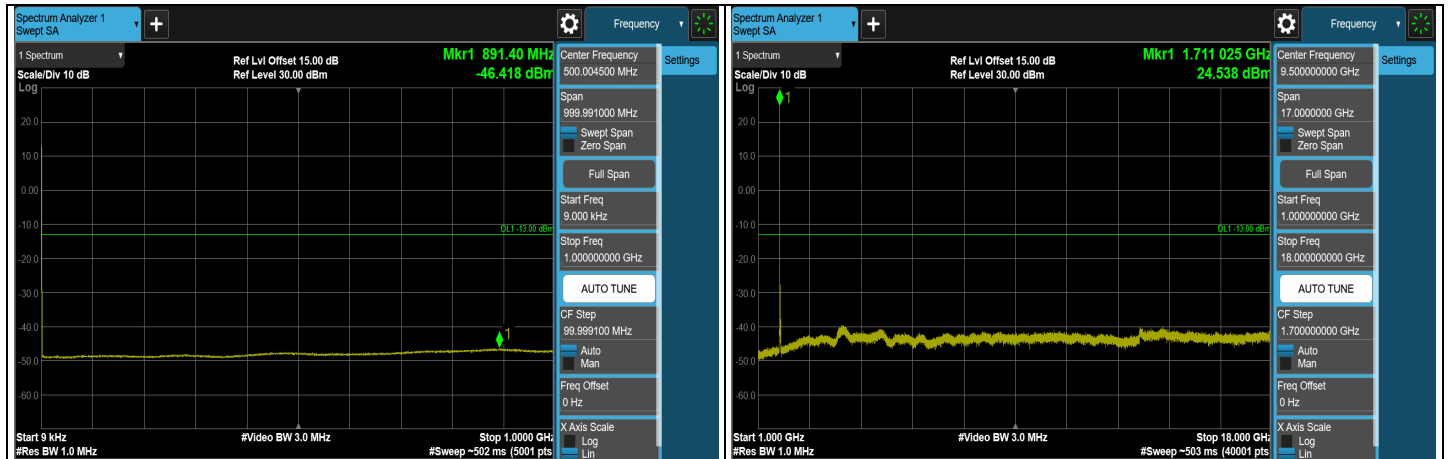 Spectrum Analyzer 1
Swept SA
+
Frequency
1 Spectrum
Scale/Div 10 dB
Log
Ref Lvl Offset 15.00 dB
Ref Level 30.00 dBm
Mkr1 891.40 MHz
-46.418 dBm
20.0
10.0
0.00
-10.0
-20.0
-30.0
-40.0
-50.0
-60.0
DL1 -13.00 dBm
1
Start 9 kHz
#Res BW 1.0 MHz
#Video BW 3.0 MHz
Stop 1.0000 GHz
#Sweep ~502 ms (5001 pts
Center Frequency
500.004500 MHz
Settings
Span
999.991000 MHz
Swept Span
Zero Span
Full Span
Start Freq
9.000 kHz
Stop Freq
1.000000000 GHz
AUTO TUNE
CF Step
99.999100 MHz
Auto
Man
Freq Offset
0 Hz
X Axis Scale
Log
Lin
Spectrum Analyzer 1
Swept SA
+
Frequency
1 Spectrum
Scale/Div 10 dB
Log
Ref Lvl Offset 15.00 dB
Ref Level 30.00 dBm
Mkr1 1.711 025 GHz
24.538 dBm
1
20.0
10.0
0.00
-10.0
-20.0
-30.0
-40.0
-50.0
-60.0
DL1 -13.00 dBm
Start 1.000 GHz
#Res BW 1.0 MHz
#Video BW 3.0 MHz
Stop 18.000 GHz
#Sweep ~503 ms (40001 pts
Center Frequency
9.500000000 GHz
Settings
Span
17.0000000 GHz
Swept Span
Zero Span
Full Span
Start Freq
1.000000000 GHz
Stop Freq
18.000000000 GHz
AUTO TUNE
CF Step
1.700000000 GHz
Auto
Man
Freq Offset
0 Hz
X Axis Scale
Log
Lin